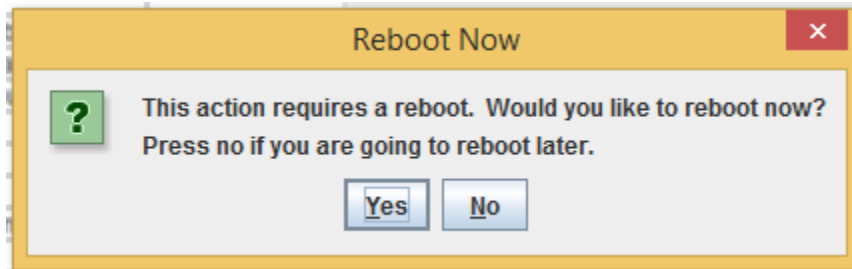 Reboot Now
This action requires a reboot.  Would you like to reboot now?
Press no if you are going to reboot later.
Yes
No